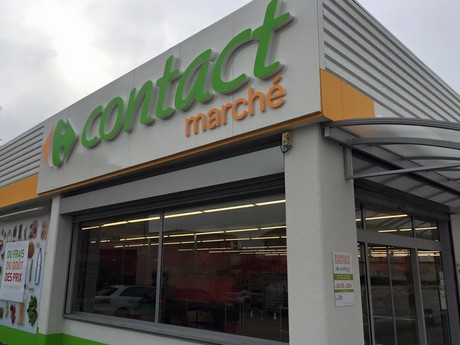 contact
marché
DU FRAIS
DU GOÛT
DES PRIX